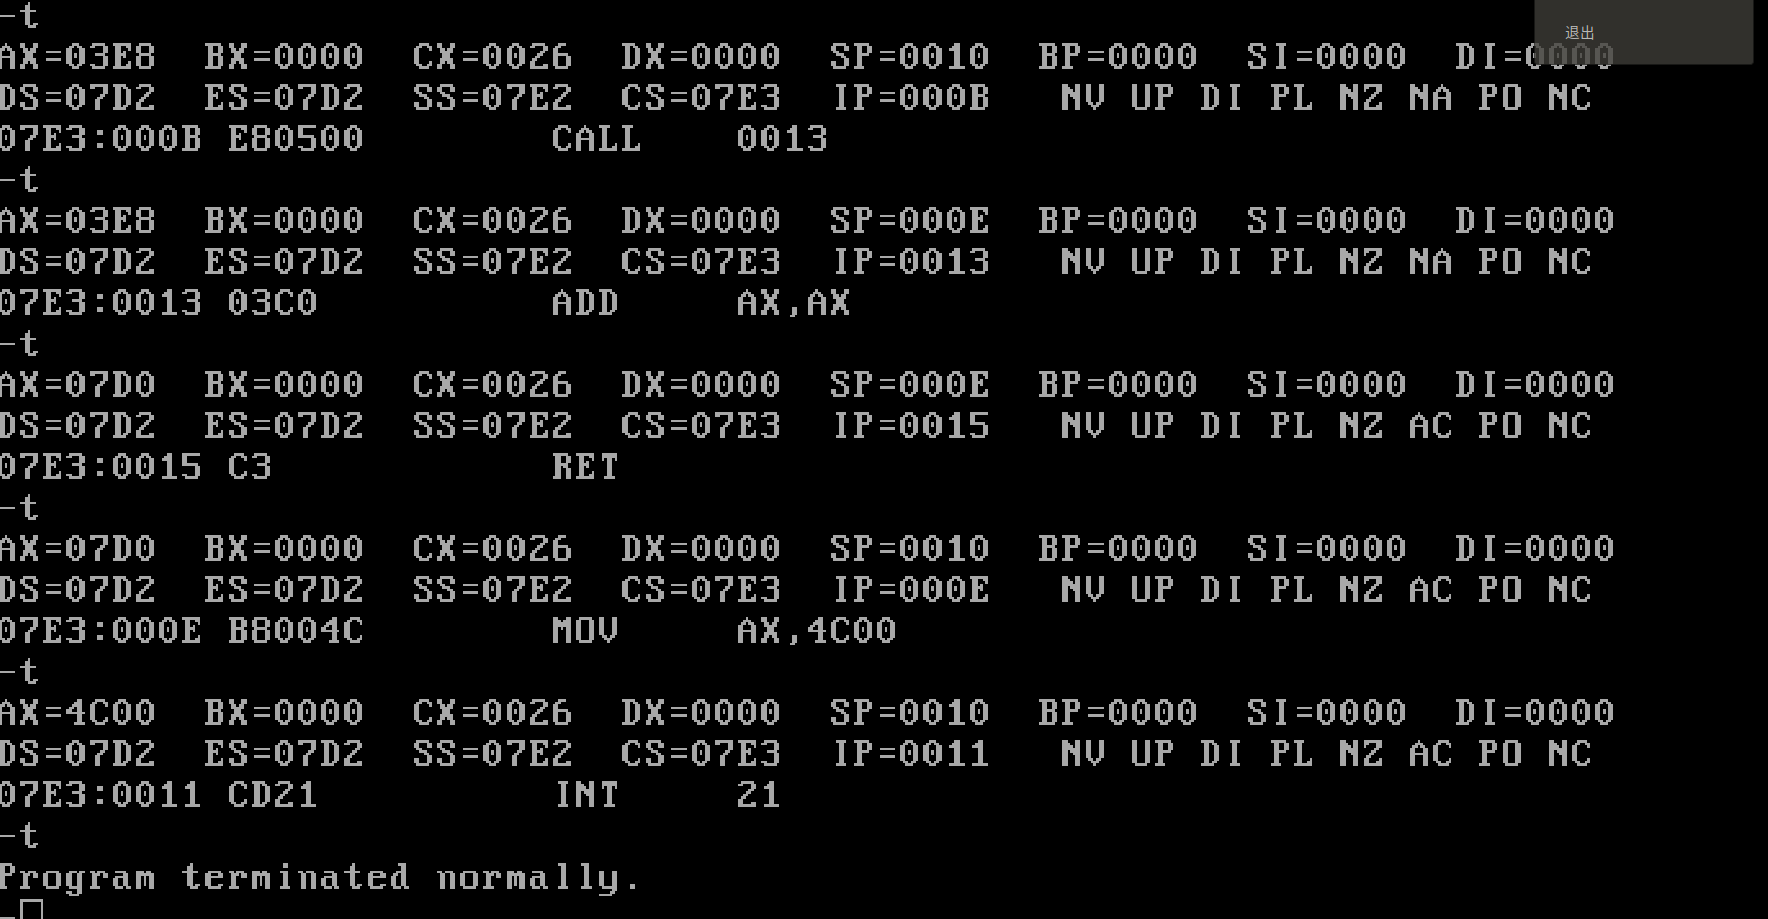 -t
AX=03E8 BX=0000 CX=0026 DX=0000 SP=0010 BP=0000 SI=0000 DI=0000
退出
DS=07D2 ES=07D2 SS=07E2 CS=07E3 IP=000B NV UP DI PL NZ NA PO NC
07E3:000B E80500 CALL 0013
-t
AX=03E8 BX=0000 CX=0026 DX=0000 SP=000E BP=0000 SI=0000 DI=0000
DS=07D2 ES=07D2 SS=07E2 CS=07E3 IP=0013 NV UP DI PL NZ NA PO NC
07E3:0013 03C0 ADD AX,AX
-t
AX=07D0 BX=0000 CX=0026 DX=0000 SP=000E BP=0000 SI=0000 DI=0000
DS=07D2 ES=07D2 SS=07E2 CS=07E3 IP=0015 NV UP DI PL NZ AC PO NC
07E3:0015 C3 RET
-t
AX=07D0 BX=0000 CX=0026 DX=0000 SP=0010 BP=0000 SI=0000 DI=0000
DS=07D2 ES=07D2 SS=07E2 CS=07E3 IP=000E NV UP DI PL NZ AC PO NC
07E3:000E B8004C MOV AX,4C00
-t
AX=4C00 BX=0000 CX=0026 DX=0000 SP=0010 BP=0000 SI=0000 DI=0000
DS=07D2 ES=07D2 SS=07E2 CS=07E3 IP=0011 NV UP DI PL NZ AC PO NC
07E3:0011 CD21 INT 21
-t
Program terminated normally.
-